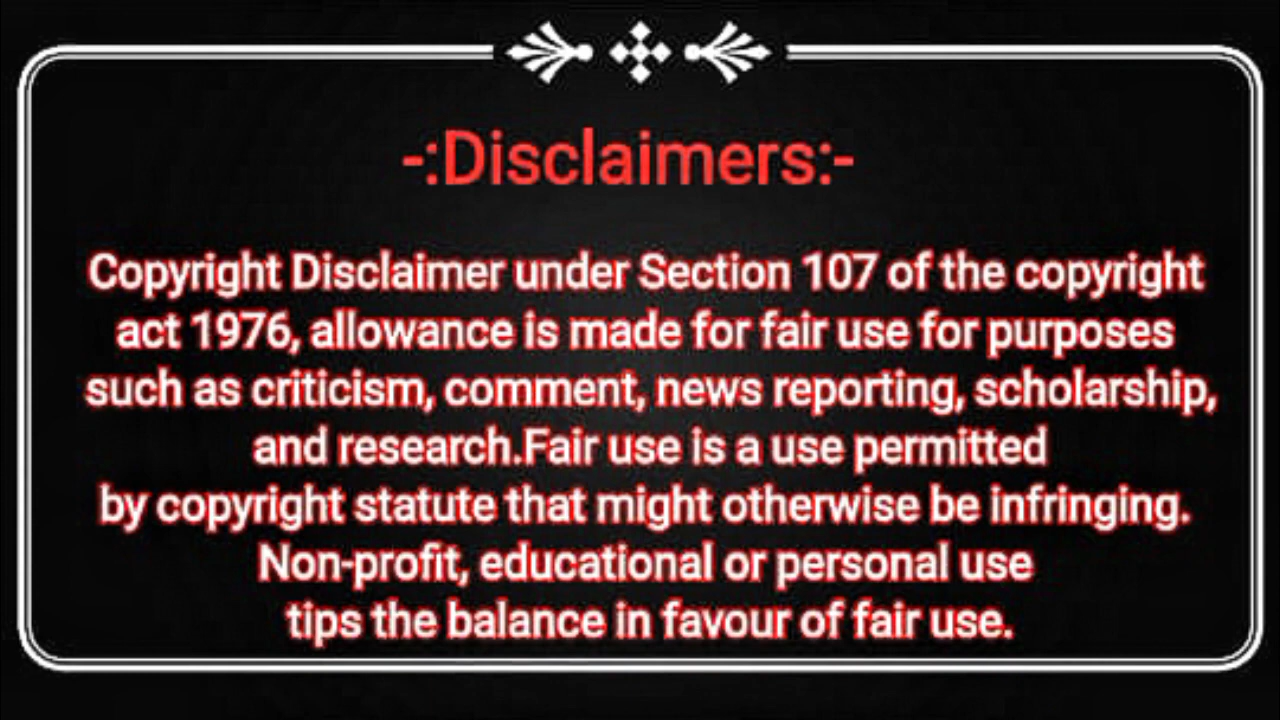 -:Disclaimers:-
Copyright Disclaimer under Section 107 of the copyright
act 1976, allowance is made for fair use for purposes
such as criticism, comment, news reporting, scholarship,
and research.Fair use is a use permitted
by copyright statute that might otherwise be infringing.
Non-profit, educational or personal use
tips the balance in favour of fair use.